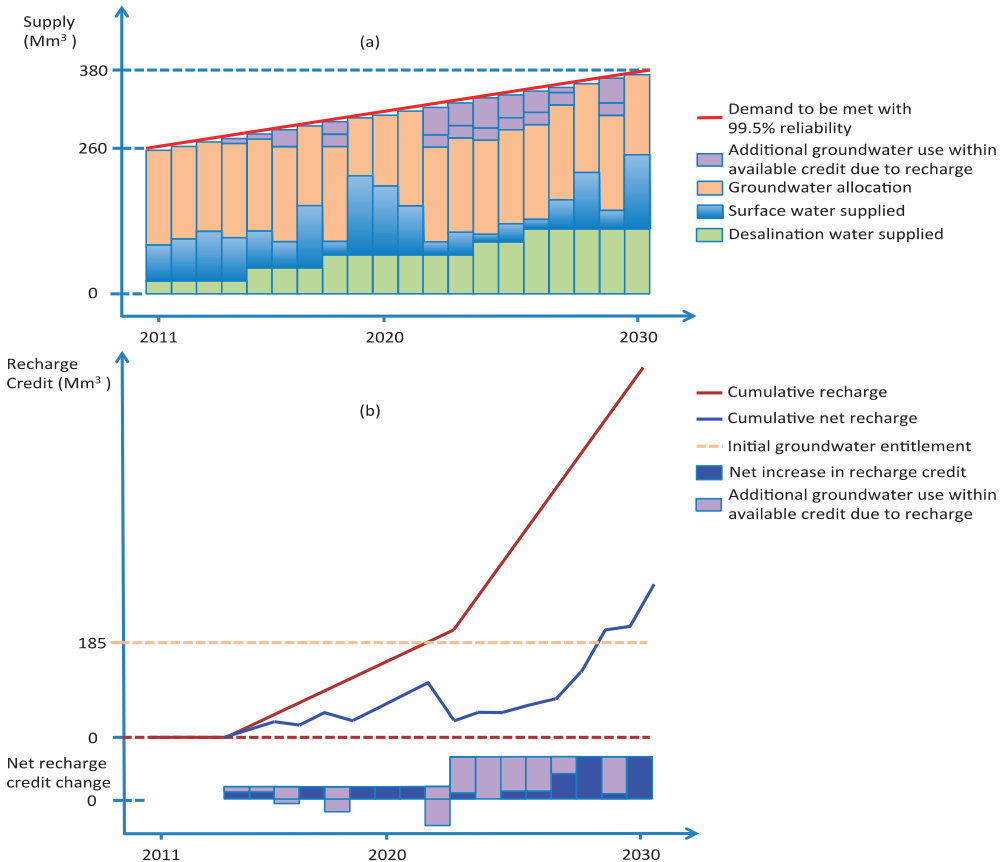 Supply
(Mm³ )
(a)
380
260
0
2011
2020
2030
Demand to be met with
99.5% reliability
Additional groundwater use within
available credit due to recharge
Groundwater allocation
Surface water supplied
Desalination water supplied
Recharge
Credit (Mm³ )
(b)
185
0
Net recharge
credit change
0
2011
2020
2030
Cumulative recharge
Cumulative net recharge
Initial groundwater entitlement
Net increase in recharge credit
Additional groundwater use within
available credit due to recharge